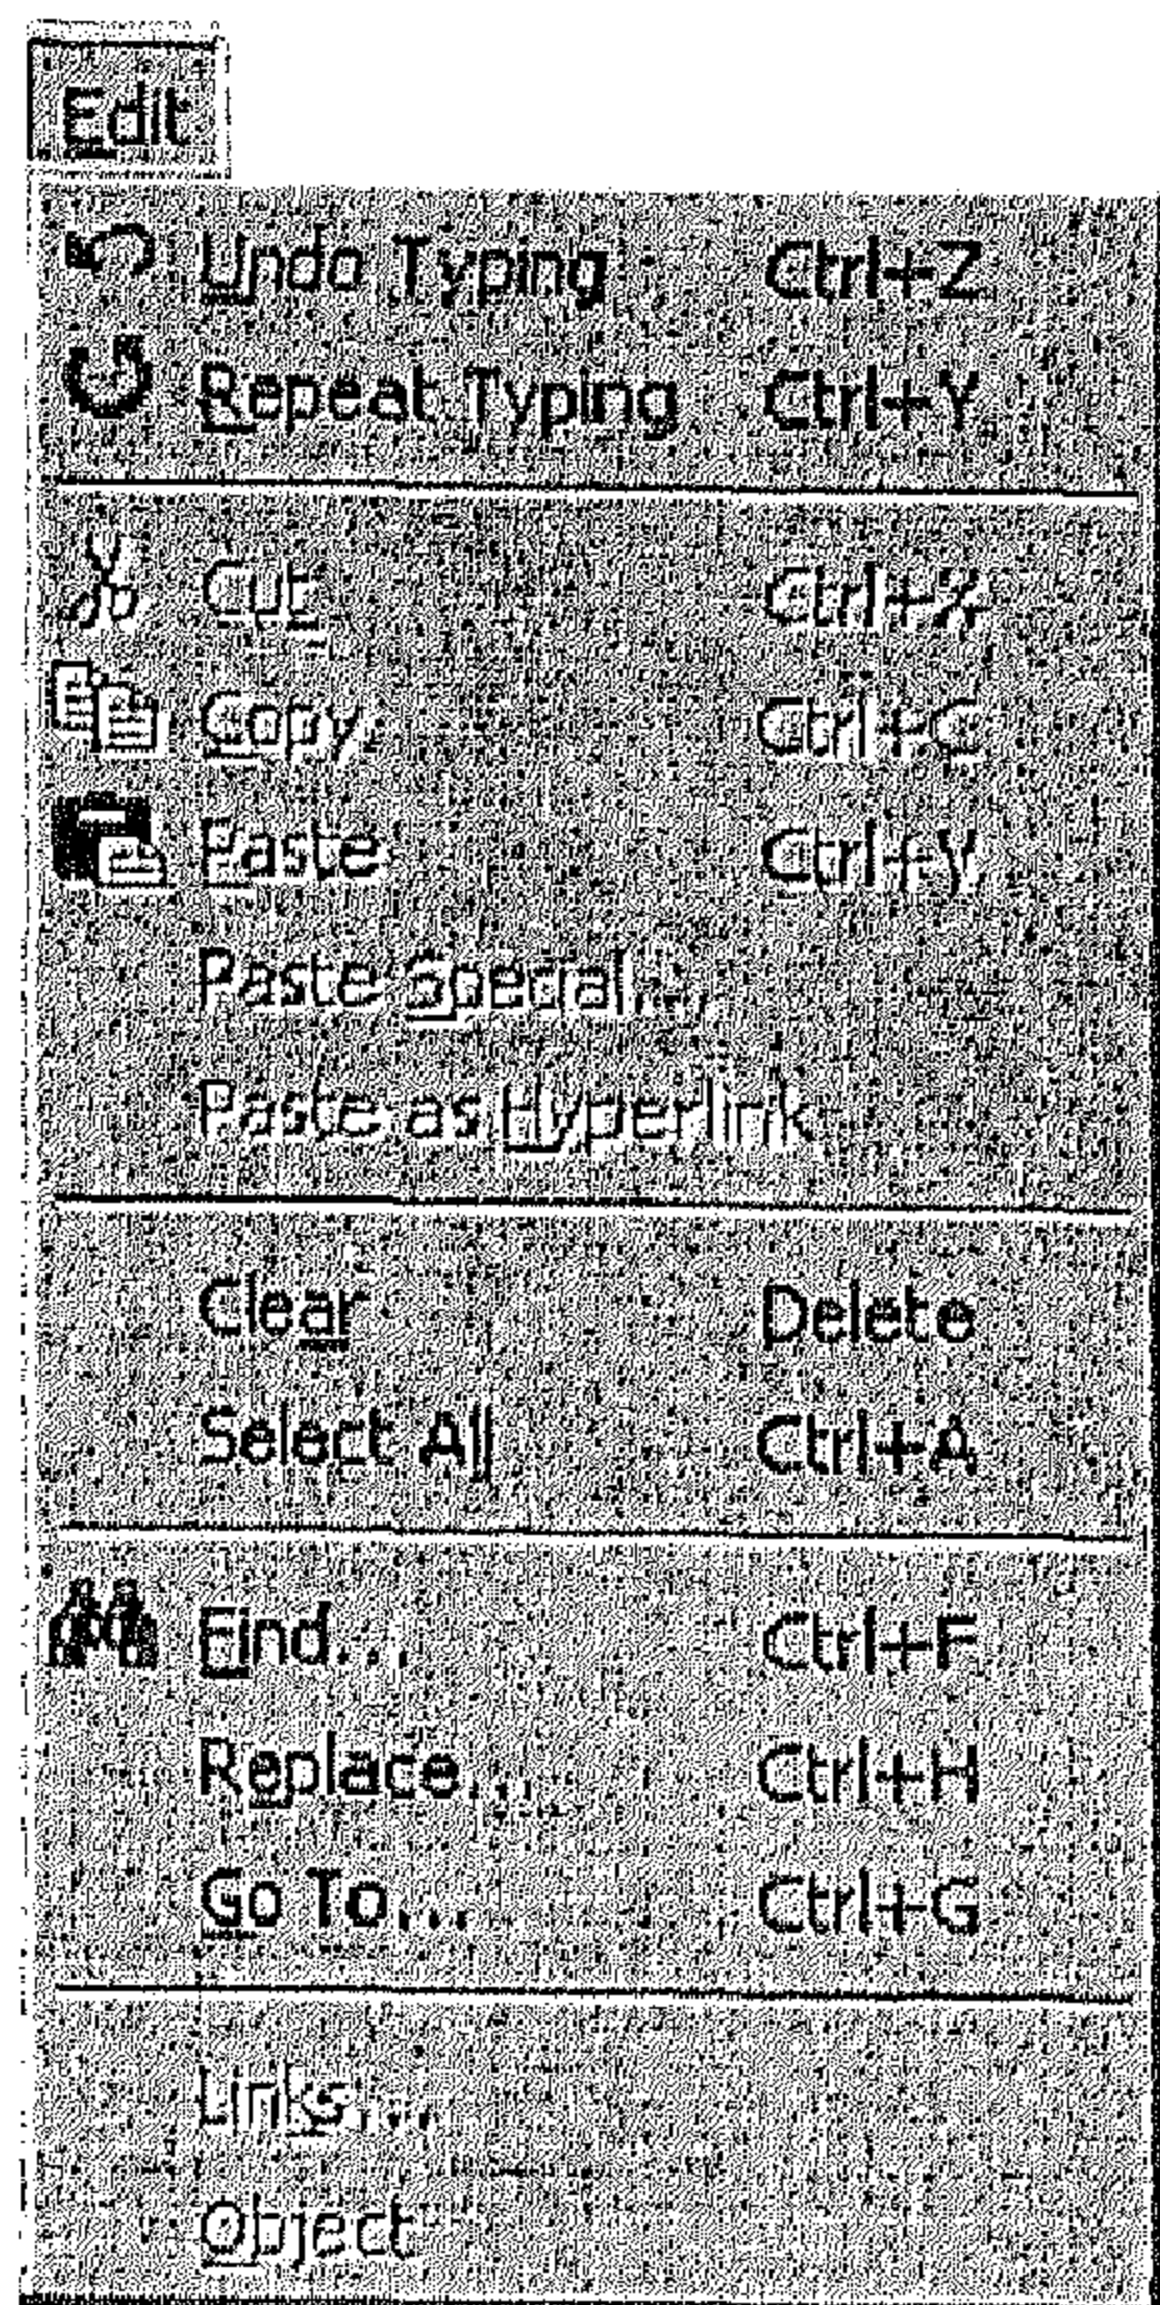 Edit
Undo Typing Ctrl+Z
Repeat Typing Ctrl+Y
Cut Ctrl+X
Copy Ctrl+C
Paste Ctrl+V
Paste Special...
Paste as Hyperlink
Clear Delete
Select All Ctrl+A
Find... Ctrl+F
Replace... Ctrl+H
Go To... Ctrl+G
Links...
Object